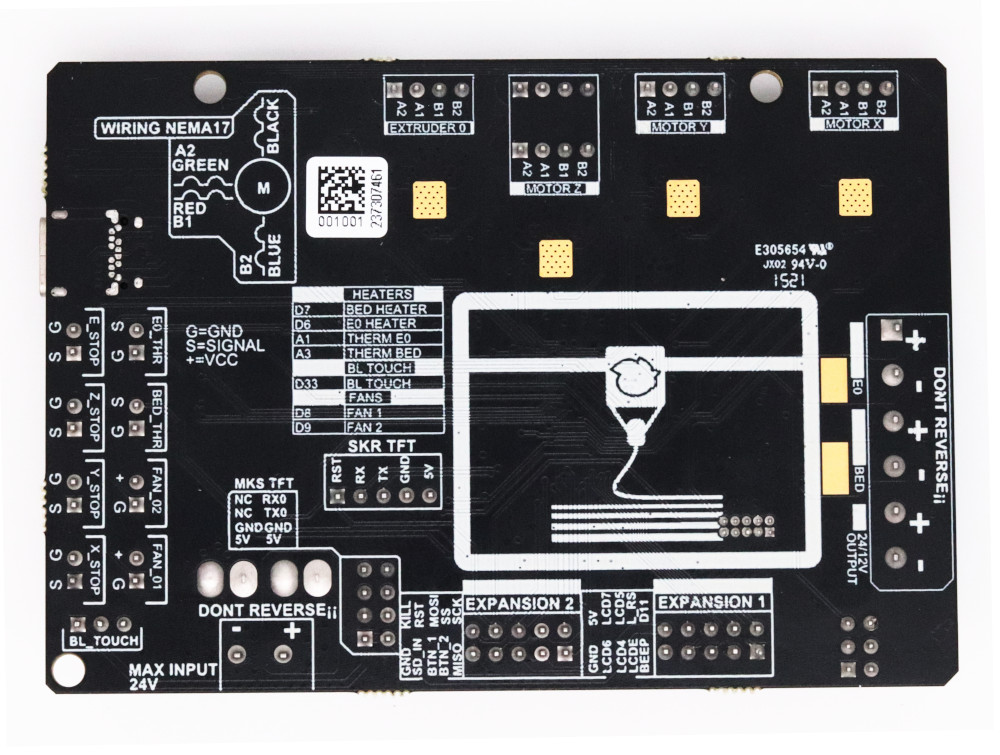 WIRING NEMA17
BLACK
A2
GREEN
M
RED
B1
B2
BLUE
001001
237307461
A2 A1 B1 B2
EXTRUDER 0
A2 A1 B1 B2
MOTOR Z
A2 A1 B1 B2
MOTOR Y
A2 A1 B1 B2
MOTOR X
E305654
JX02 94V-0
1521
HEATERS
D7 BED HEATER
D6 E0 HEATER
A1 THERM E0
A3 THERM BED
BL TOUCH
D33 BL TOUCH
FANS
D8 FAN 1
D9 FAN 2
G=GND
S=SIGNAL
+=VCC
G S E_STOP
S G E0_THR
G S Z_STOP
S G BED_THR
G S Y_STOP
+ G FAN_02
G S X_STOP
+ G FAN_01
BL_TOUCH
SKR TFT
RST RX TX GND 5V
MKS TFT
NC RX0
NC TX0
GND GND
5V 5V
DONT REVERSE¡¡
- +
MAX INPUT
24V
KILL RST MOSI SS SCK
GND SD_IN BTN_1 BTN_2 MISO
EXPANSION 2
5V LCD7 LCD5 L_RS D11
GND LCD6 LCD4 LCDE BEEP
EXPANSION 1
E0
BED
24/12V
OUTPUT
+ - + - + -
DONT REVERSE¡¡